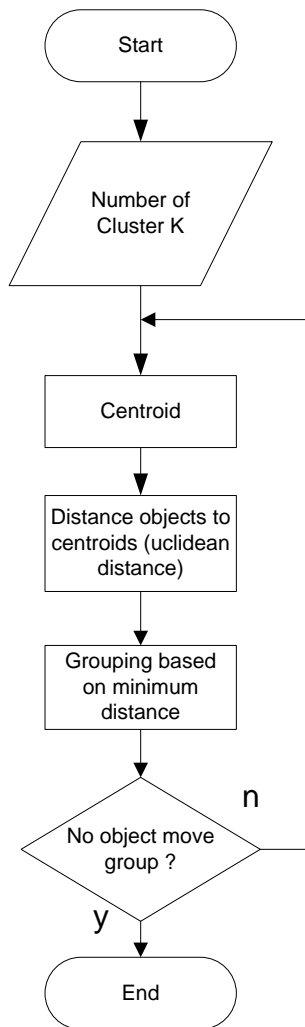 Start
Number of
Cluster K
Centroid
Distance objects to
centroids (uclidean
distance)
Grouping based
on minimum
distance
n
No object move
group ?
y
End